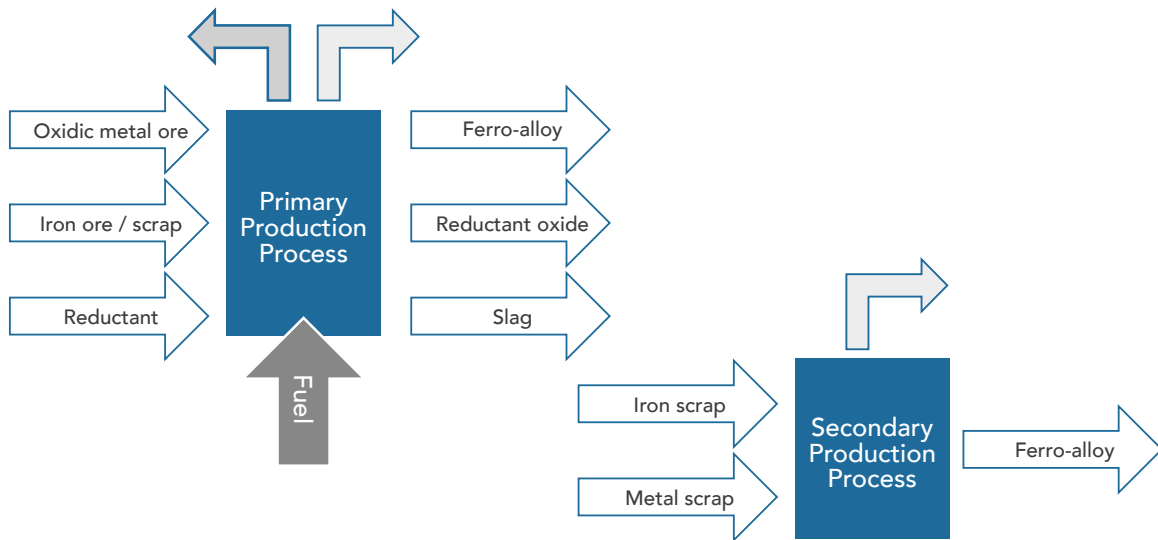 Oxidic metal ore
Iron ore / scrap
Reductant
Primary
Production
Process
Fuel
Ferro-alloy
Reductant oxide
Slag
Iron scrap
Metal scrap
Secondary
Production
Process
Ferro-alloy